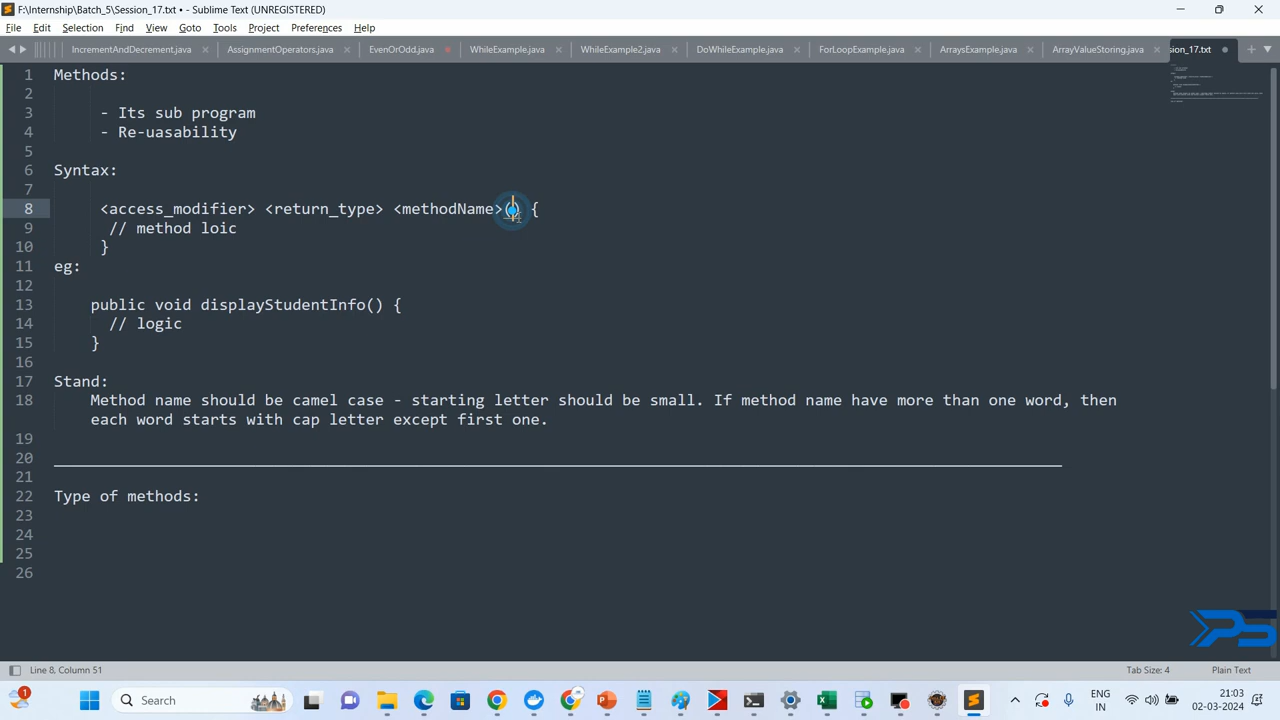 F:\Internship\Batch_5\Session_17.txt • - Sublime Text (UNREGISTERED)
File Edit Selection Find View Goto Tools Project Preferences Help
IncrementAndDecrement.java AssignmentOperators.java EvenOrOdd.java WhileExample.java WhileExample2.java DoWhileExample.java ForLoopExample.java ArraysExample.java ArrayValueStoring.java sion_17.txt
1 Methods:
2
3 - Its sub program
4 - Re-uasability
5
6 Syntax:
7
8 <access_modifier> <return_type> <methodName>() {
9 // method loic
10 }
11 eg:
12
13 public void displayStudentInfo() {
14 // logic
15 }
16
17 Stand:
18 Method name should be camel case - starting letter should be small. If method name have more than one word, then
each word starts with cap letter except first one.
19
20
21
22 Type of methods:
23
24
25
26
PS
Line 8, Column 51 Tab Size: 4 Plain Text
1 Search ENG 21:03
IN 02-03-2024